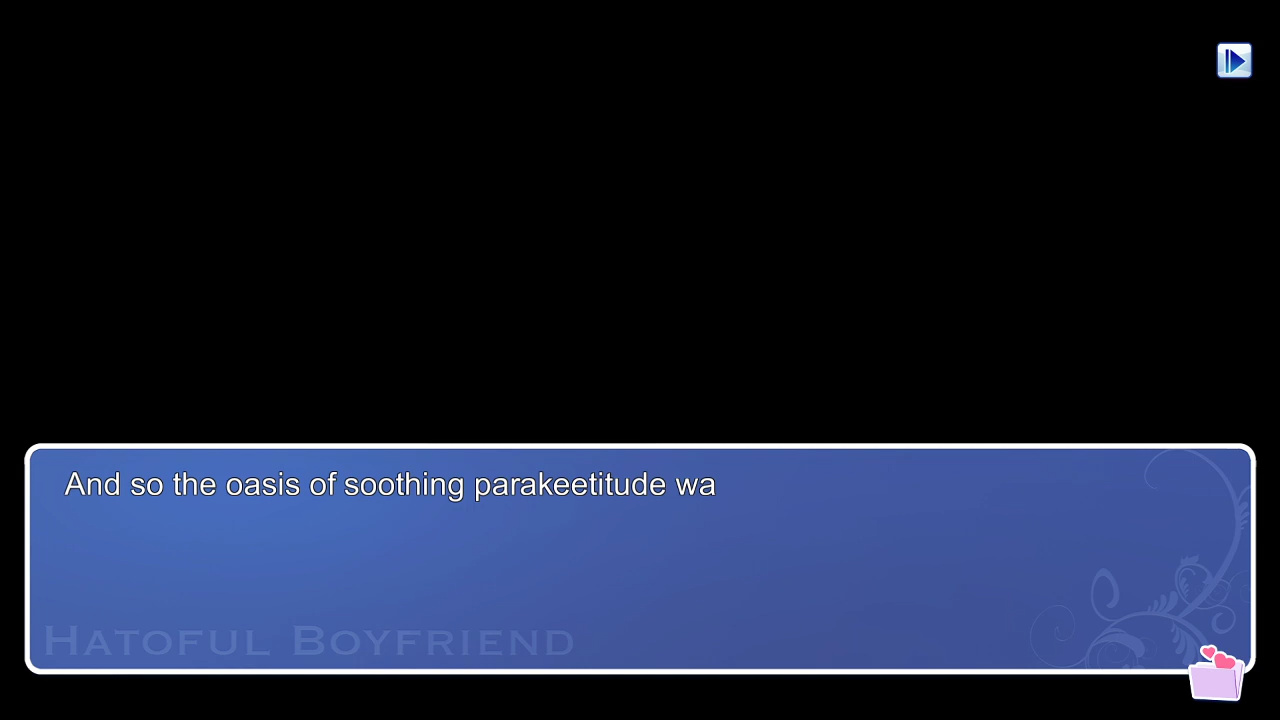 And so the oasis of soothing parakeetitude wa
HATOFUL BOYFRIEND